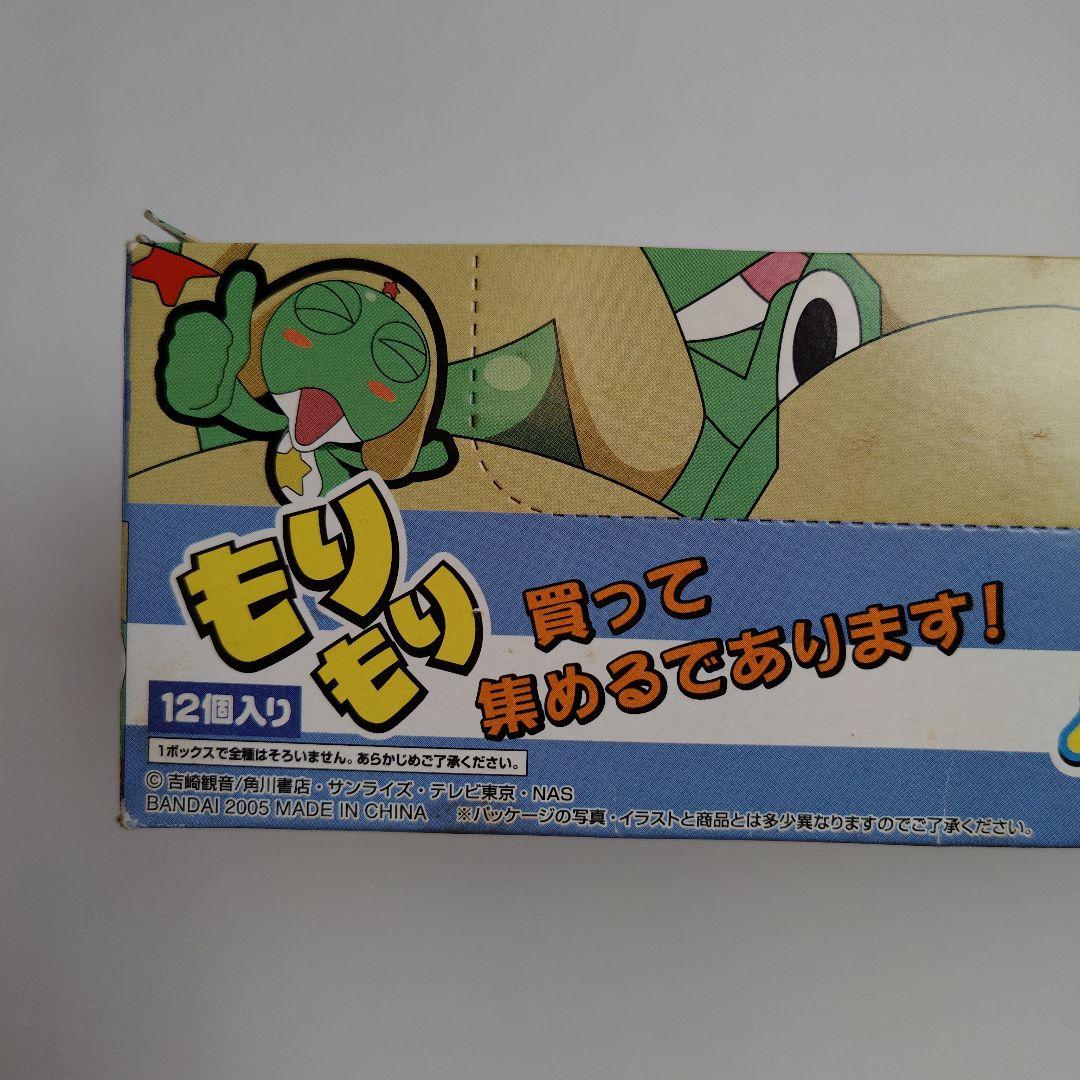 もりもり
買って
集めるであります!
12個入り
1ボックスで全種はそろいません。あらかじめご了承ください。
© 吉崎観音/角川書店・サンライズ・テレビ東京・NAS
BANDAI 2005 MADE IN CHINA ※パッケージの写真・イラストと商品とは多少異なりますのでご了承ください。